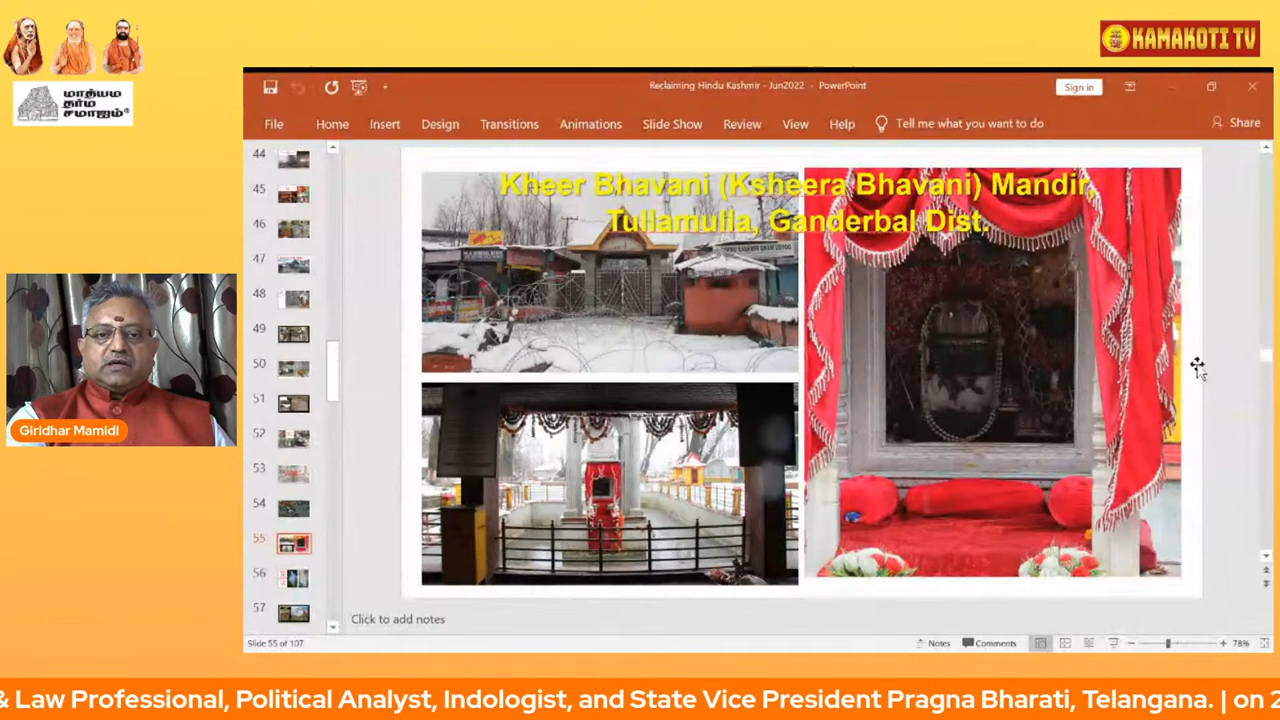 KAMAKOTI TV
மாத்யம
தர்ம
சமாஜம்®
Reclaiming Hindu Kashmir - Jun2022 - PowerPoint
Sign in
File Home Insert Design Transitions Animations Slide Show Review View Help Tell me what you want to do Share
44
45
46
47
48
49
50
51
52
53
54
55
56
57
Kheer Bhavani (Ksheera Bhavani) Mandir,
Tullamulla, Ganderbal Dist.
Giridhar Mamidi
Click to add notes
Slide 55 of 107
Notes Comments 78%
& Law Professional, Political Analyst, Indologist, and State Vice President Pragna Bharati, Telangana. | on 2